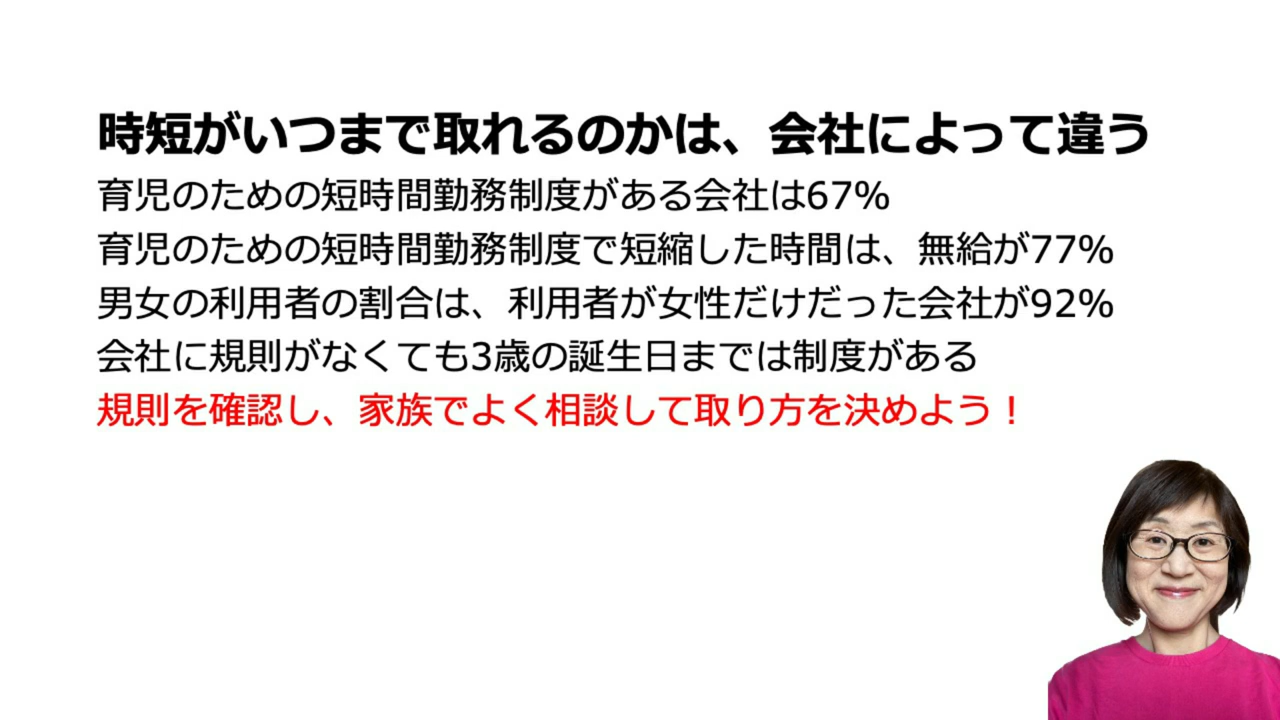 時短がいつまで取れるのかは、会社によって違う
育児のための短時間勤務制度がある会社は67%
育児のための短時間勤務制度で短縮した時間は、無給が77%
男女の利用者の割合は、利用者が女性だけだった会社が92%
会社に規則がなくても3歳の誕生日までは制度がある
規則を確認し、家族でよく相談して取り方を決めよう！